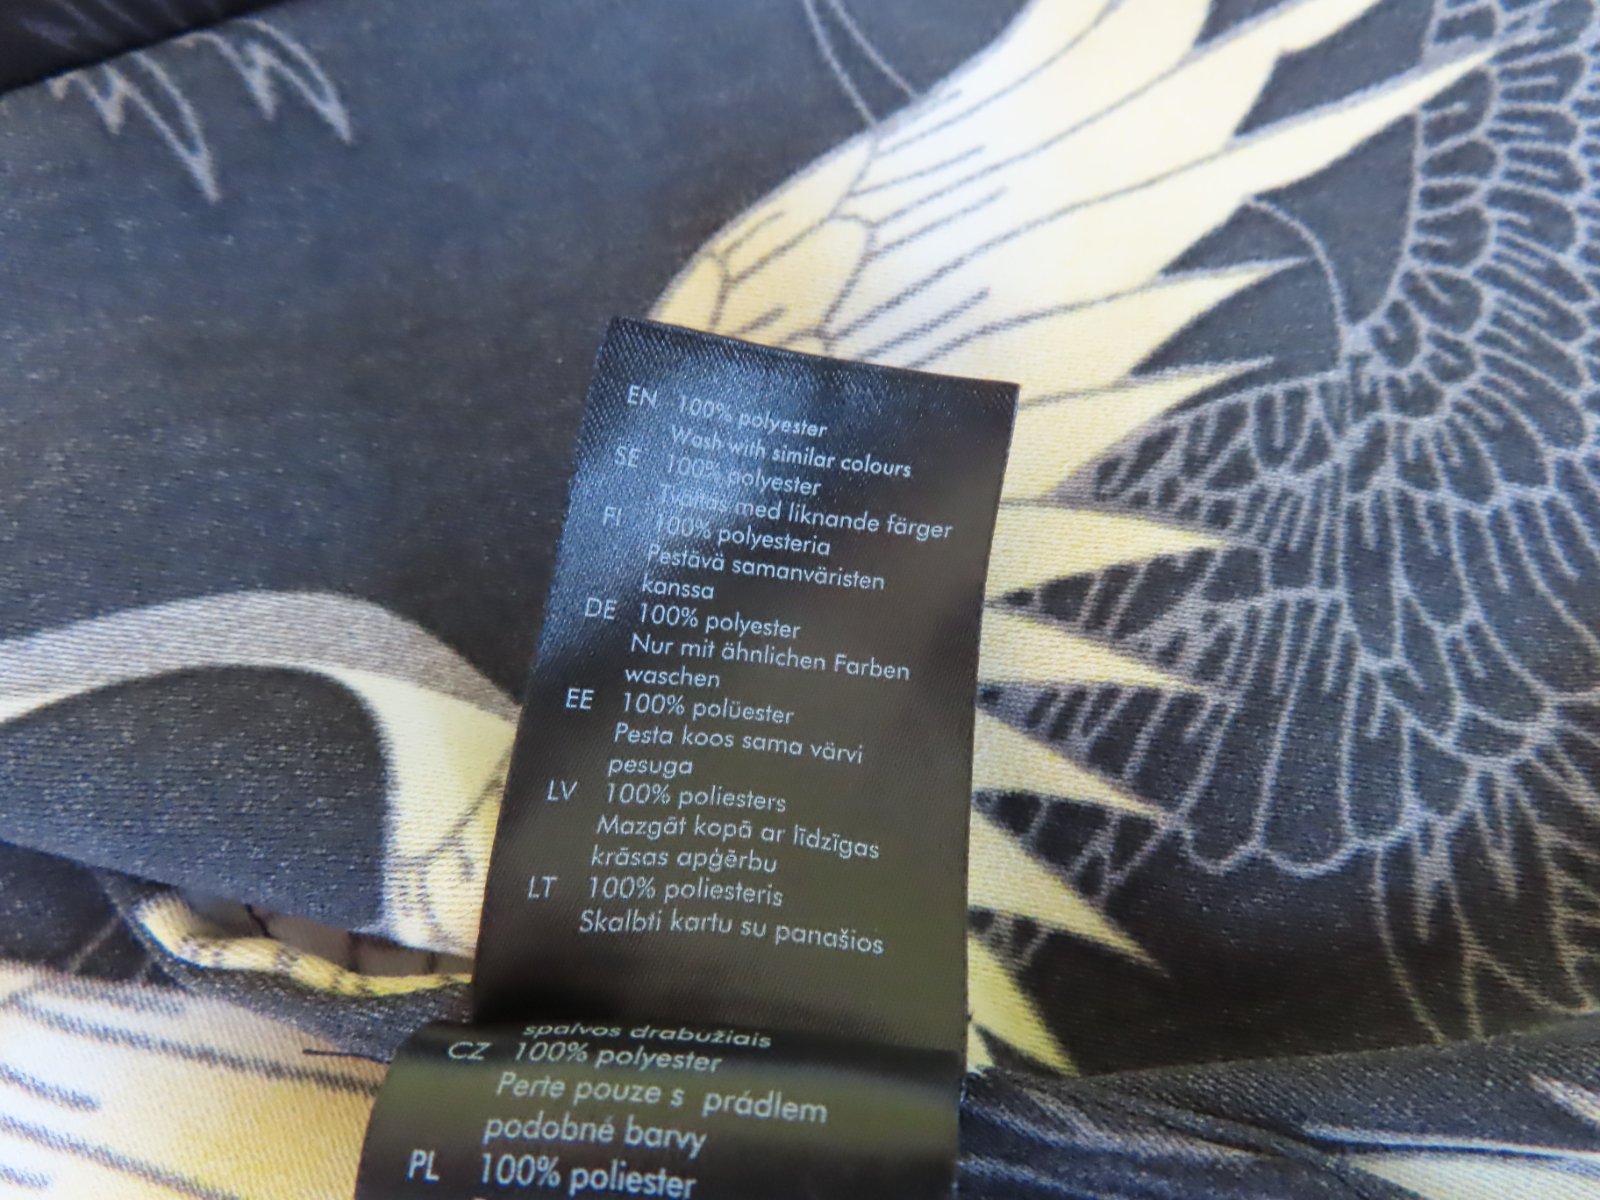 EN 100% polyester
Wash with similar colours
SE 100% polyester
Tvättas med liknande färger
FI 100% polyesteria
Pestävä samanväristen
kanssa
DE 100% polyester
Nur mit ähnlichen Farben
waschen
EE 100% polüester
Pesta koos sama värvi
pesuga
LV 100% poliesters
Mazgāt kopā ar līdzīgas
krāsas apģērbu
LT 100% poliesteris
Skalbti kartu su panašios
spalvos drabužiais
CZ 100% polyester
Perte pouze s prádlem
podobné barvy
PL 100% poliester